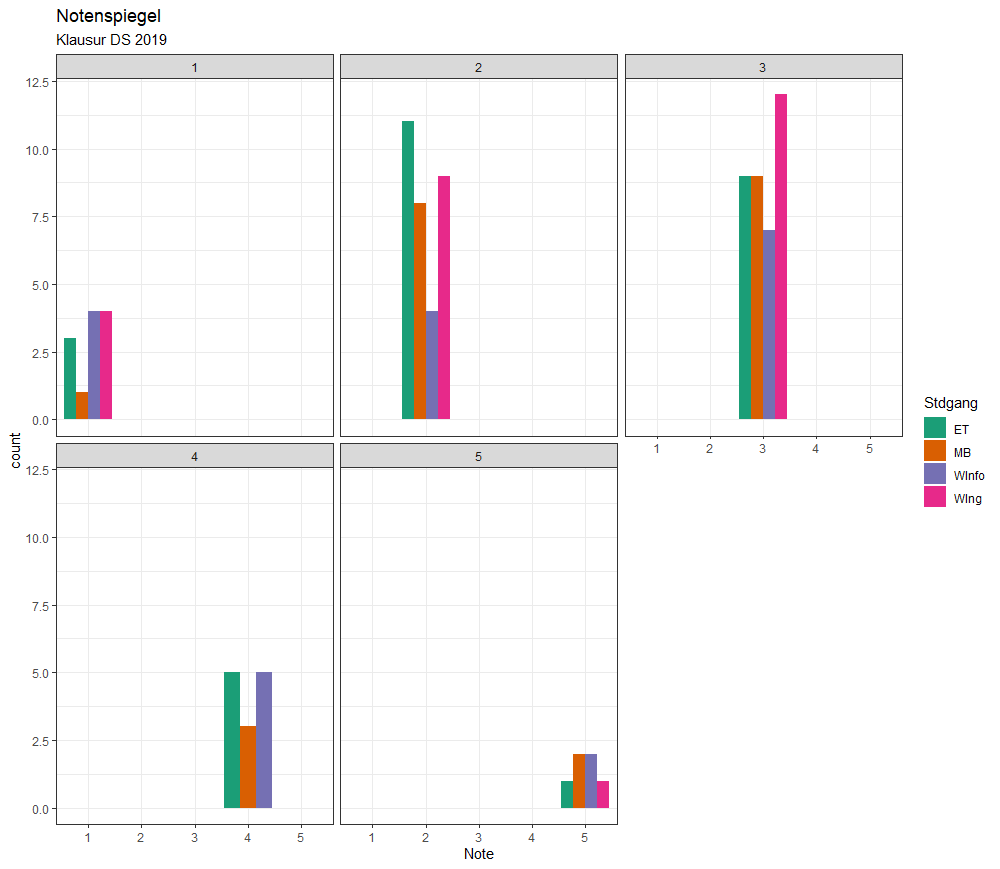 Notenspiegel
Klausur DS 2019
1 2 3
12.5
10.0
7.5
5.0
2.5
0.0
1 2 3 4 5
4 5
12.5
10.0
7.5
5.0
2.5
0.0
1 2 3 4 5 1 2 3 4 5
count
Note
Stdgang
ET
MB
WInfo
WIng